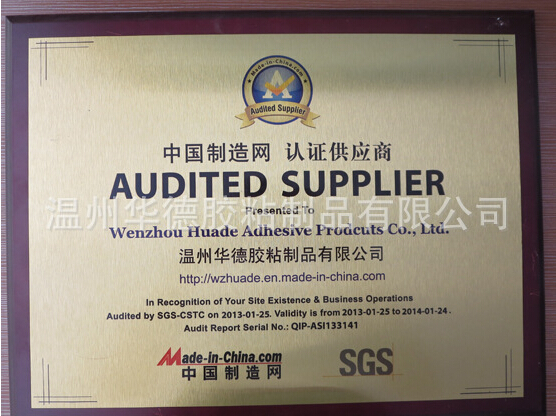 Made-in-China.com
Audited Supplier
中国制造网 认证供应商
AUDITED SUPPLIER
温州华德胶粘制品有限公司
Presented To
Wenzhou Huade Adhesive Prodcuts Co., Ltd.
温州华德胶粘制品有限公司
http://wzhuade.en.made-in-china.com
In Recognition of Your Site Existence & Business Operations
Audited by SGS-CSTC on 2013-01-25. Validity is from 2013-01-25 to 2014-01-24.
Audit Report Serial No.: QIP-ASI133141
Made-in-China.com
中国制造网
SGS